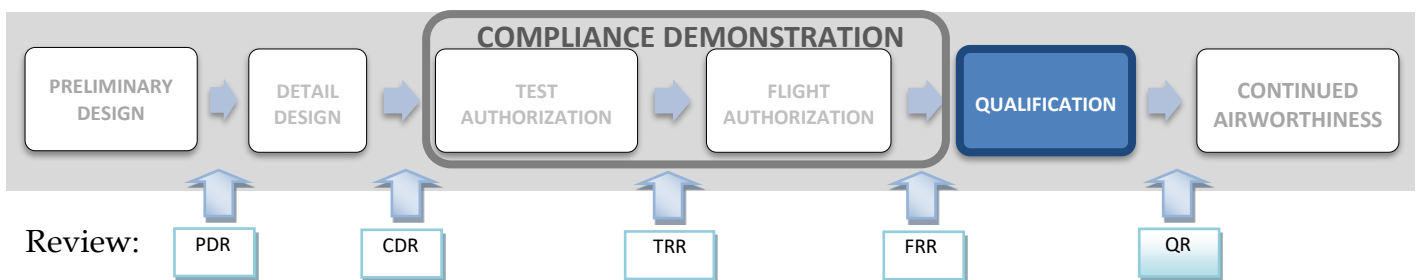 COMPLIANCE DEMONSTRATION
PRELIMINARY
DESIGN
DETAIL
DESIGN
TEST
AUTHORIZATION
FLIGHT
AUTHORIZATION
QUALIFICATION
CONTINUED
AIRWORTHINESS
Review:
PDR
CDR
TRR
FRR
QR